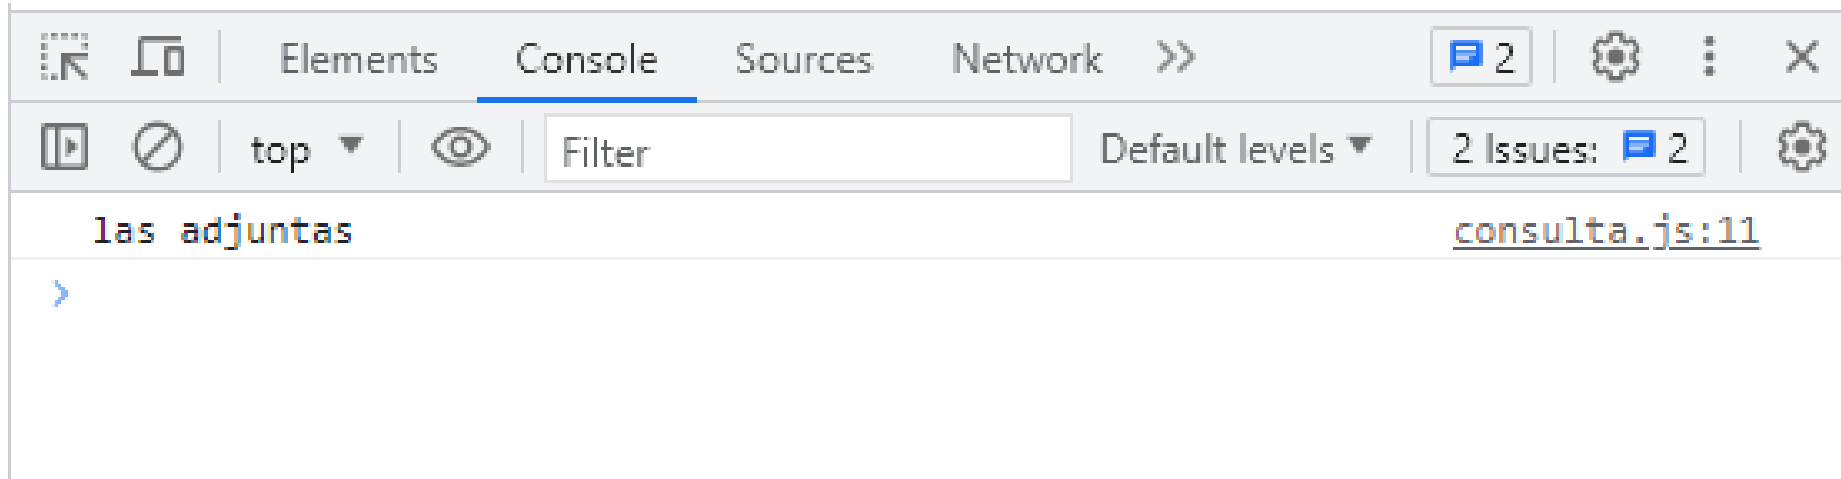 Elements Console Sources Network 2
top Filter Default levels 2 Issues: 2
las adjuntas consulta.js:11